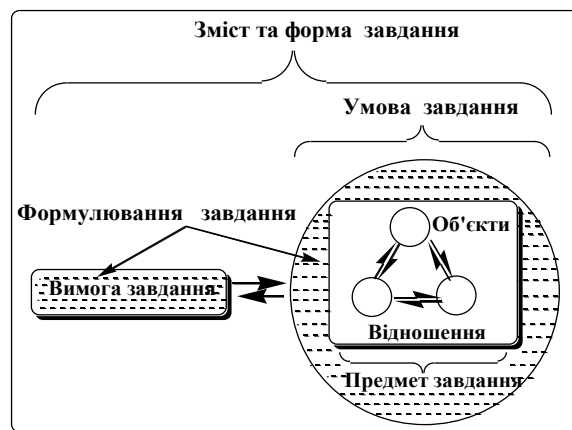 Зміст та форма завдання
Умова завдання
Формулювання завдання
Об'єкти
Вимога завдання
Відношення
Предмет завдання